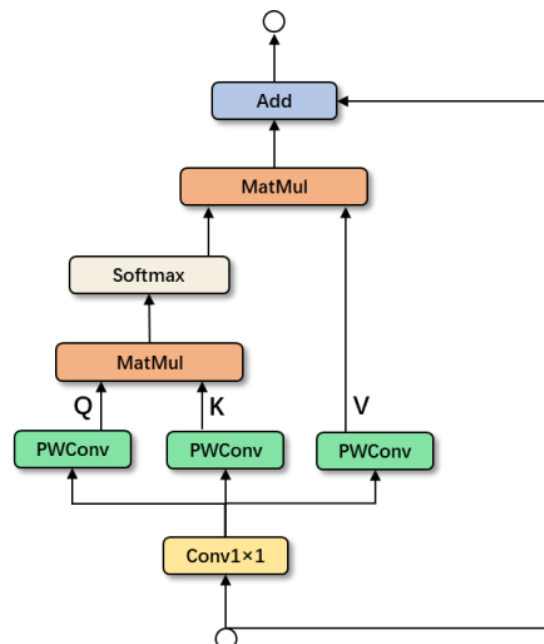 Add
MatMul
Softmax
MatMul
Q
K
V
PWConv
PWConv
PWConv
Conv1×1